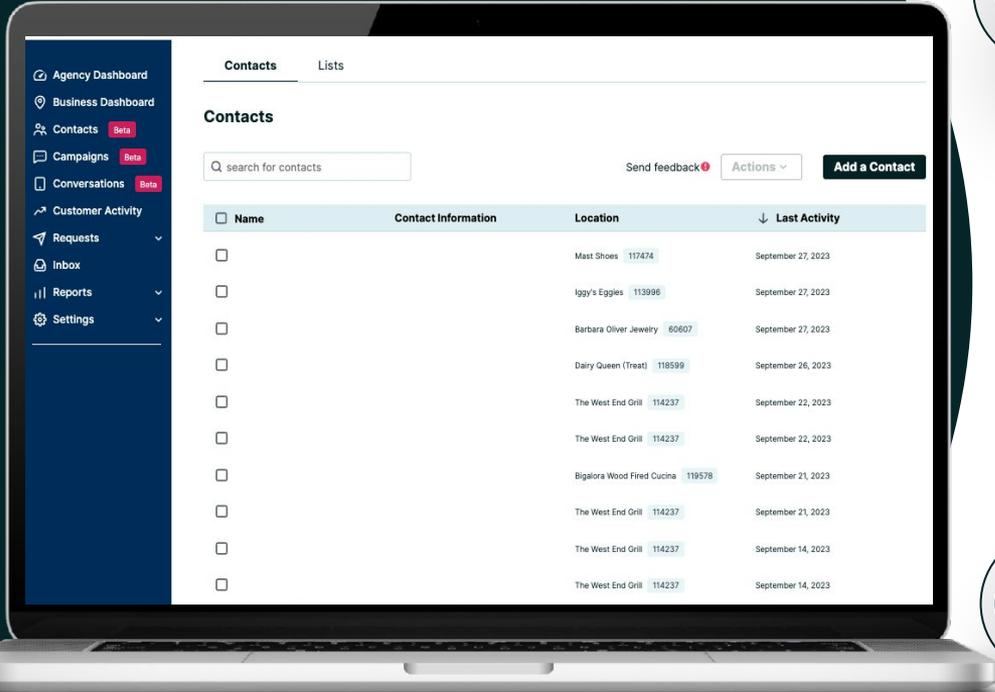 Agency Dashboard
Business Dashboard
Contacts Beta
Campaigns Beta
Conversations Beta
Customer Activity
Requests
Inbox
Reports
Settings
Contacts Lists
Contacts
search for contacts
Send feedback Actions Add a Contact
Name Contact Information Location Last Activity
Mast Shoes 117474 September 27, 2023
Iggy's Eggies 113996 September 27, 2023
Barbara Oliver Jewelry 60607 September 27, 2023
Dairy Queen (Treat) 118599 September 26, 2023
The West End Grill 114237 September 22, 2023
The West End Grill 114237 September 22, 2023
Bigalora Wood Fired Cucina 119578 September 21, 2023
The West End Grill 114237 September 21, 2023
The West End Grill 114237 September 14, 2023
The West End Grill 114237 September 14, 2023